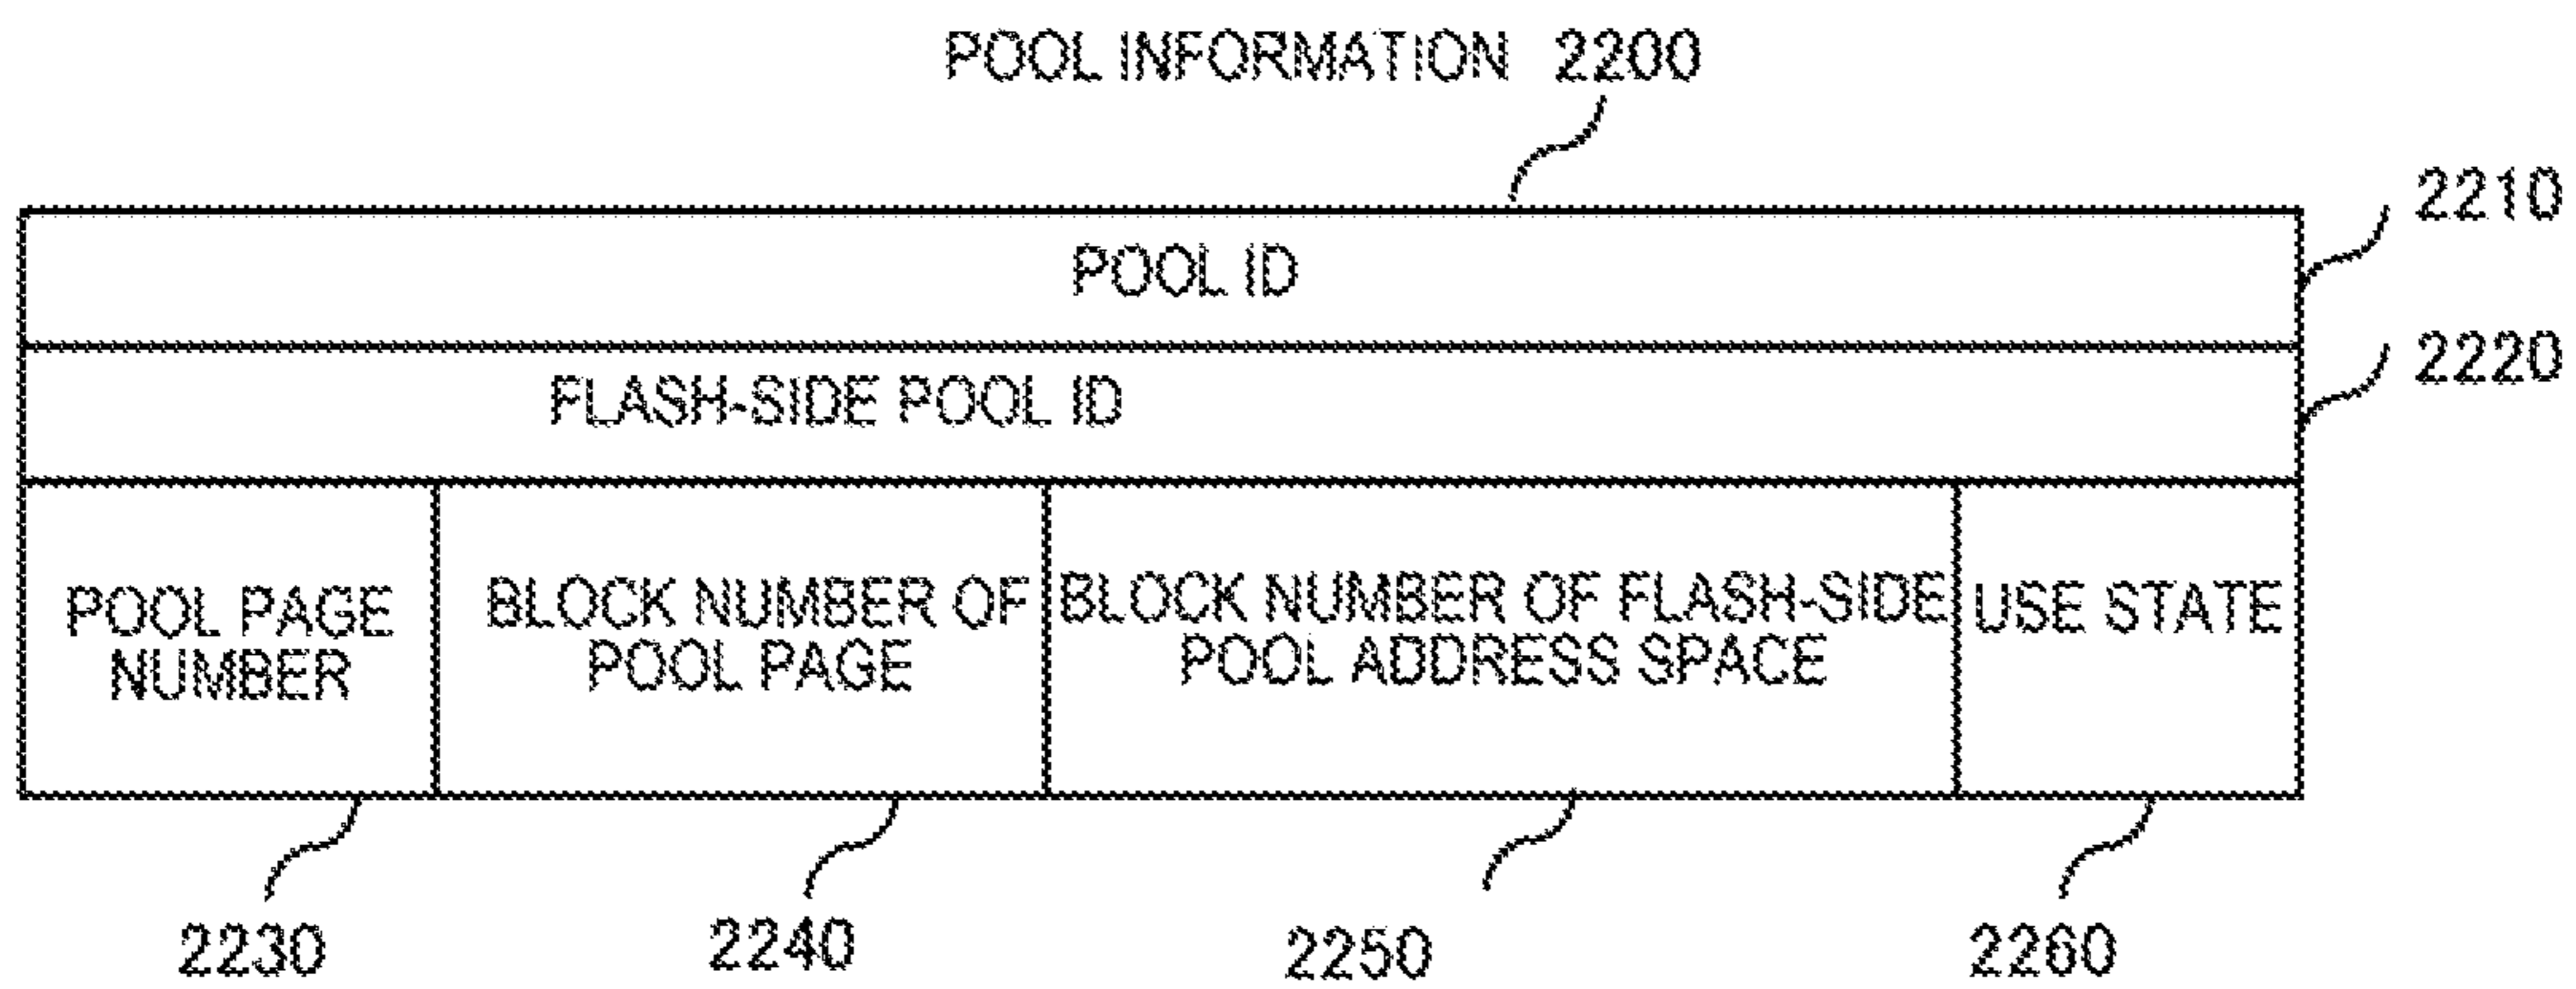 POOL INFORMATION 2200
2210
POOL ID
2220
FLASH-SIDE POOL ID
POOL PAGE
NUMBER
BLOCK NUMBER OF
POOL PAGE
BLOCK NUMBER OF FLASH-SIDE
POOL ADDRESS SPACE
USE STATE
2230
2240
2250
2260